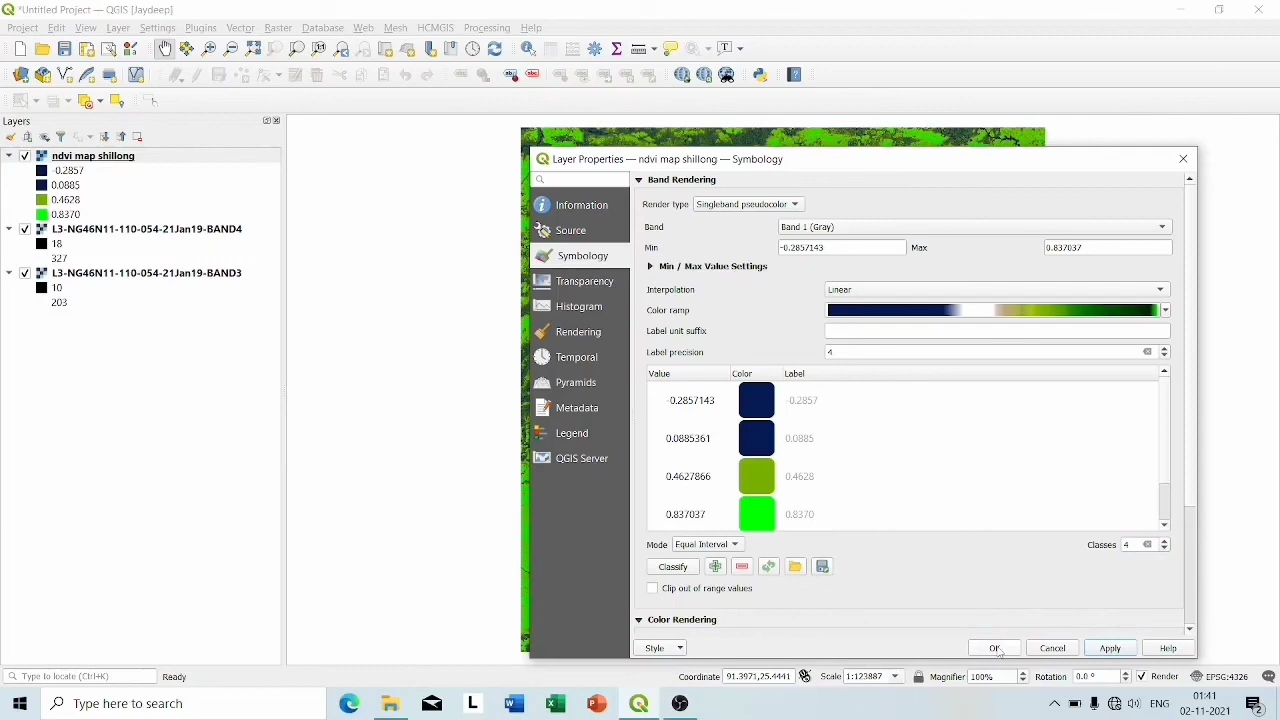 *Untitled Project — QGIS [Jaydeep]
Project Edit View Layer Settings Plugins Vector Raster Database Web Mesh HCMGIS Processing Help
Layers
ndvi map shillong
-0.2857
0.0885
0.4628
0.8370
L3-NG46N11-110-054-21Jan19-BAND4
18
327
L3-NG46N11-110-054-21Jan19-BAND3
10
203
Layer Properties — ndvi map shillong — Symbology
Information
Source
Symbology
Transparency
Histogram
Rendering
Temporal
Pyramids
Metadata
Legend
QGIS Server
Band Rendering
Render type Singleband pseudocolor
Band Band 1 (Gray)
Min -0.2857143 Max 0.837037
Min / Max Value Settings
Interpolation Linear
Color ramp
Label unit suffix
Label precision 4
Value Color Label
-0.2857143 -0.2857
0.0885361 0.0885
0.4627866 0.4628
0.837037 0.8370
Mode Equal Interval Classes 4
Classify
Clip out of range values
Color Rendering
Style OK Cancel Apply Help
Type to locate (Ctrl+K) Ready Coordinate 91.3971,25.4441 Scale 1:123887 Magnifier 100% Rotation 0.0 ° Render EPSG:4326
Type here to search
ENG
01:41
02-11-2021
2